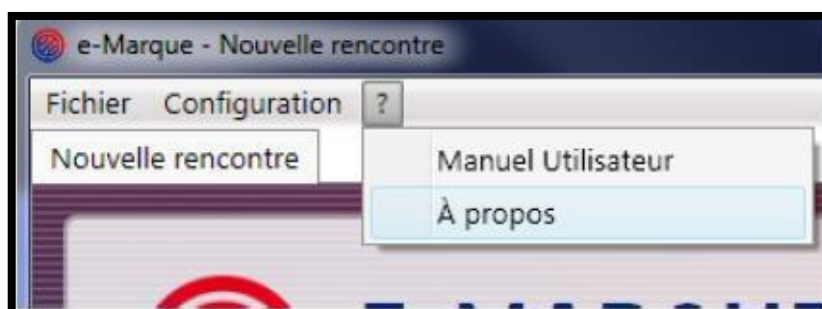 e-Marque - Nouvelle rencontre
Fichier Configuration ?
Nouvelle rencontre
Manuel Utilisateur
À propos